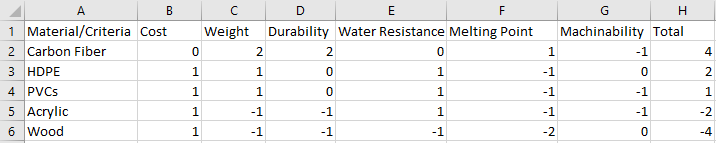 A B C D E F G H
1 Material/Criteria Cost Weight Durability Water Resistance Melting Point Machinability Total
2 Carbon Fiber 0 2 2 0 1 -1 4
3 HDPE 1 1 0 1 -1 0 2
4 PVCs 1 1 0 1 -1 -1 1
5 Acrylic 1 -1 -1 1 -1 -1 -2
6 Wood 1 -1 -1 -1 -2 0 -4